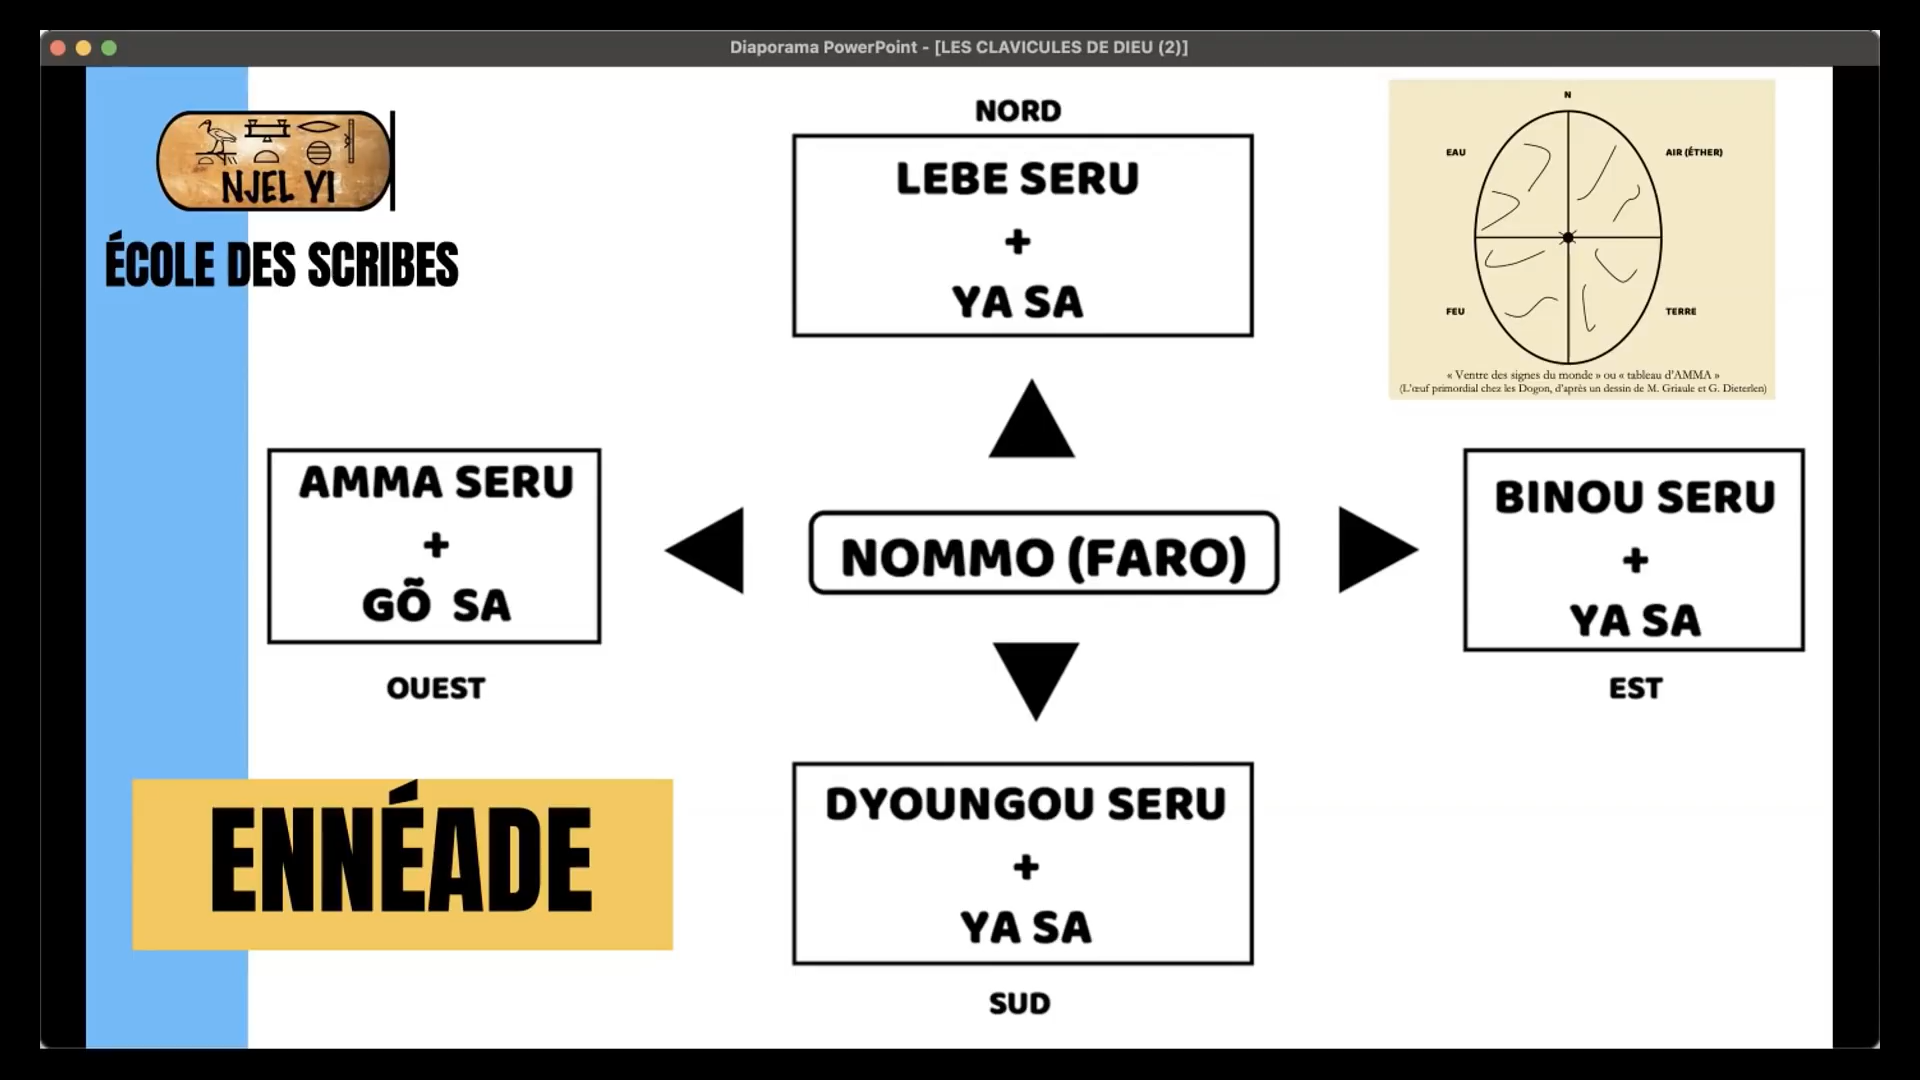 Diaporama PowerPoint - [LES CLAVICULES DE DIEU (2)]
NJEL YI
ÉCOLE DES SCRIBES
NORD
LEBE SERU
+
YA SA
N
EAU
AIR (ÉTHER)
FEU
TERRE
« Ventre des signes du monde » ou « tableau d'AMMA »
(L'œuf primordial chez les Dogon, d'après un dessin de M. Griaule et G. Dieterlen)
AMMA SERU
+
GÕ SA
OUEST
NOMMO (FARO)
BINOU SERU
+
YA SA
EST
ENNÉADE
DYOUNGOU SERU
+
YA SA
SUD